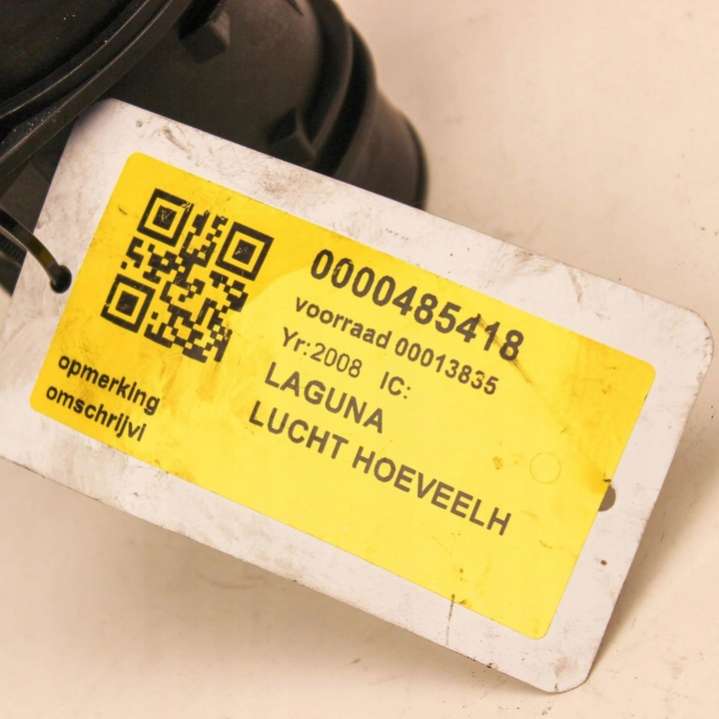 0000485418
voorraad 00013835
Yr:2008 IC:
LAGUNA
LUCHT HOEVEELH
opmerking
omschrijvi